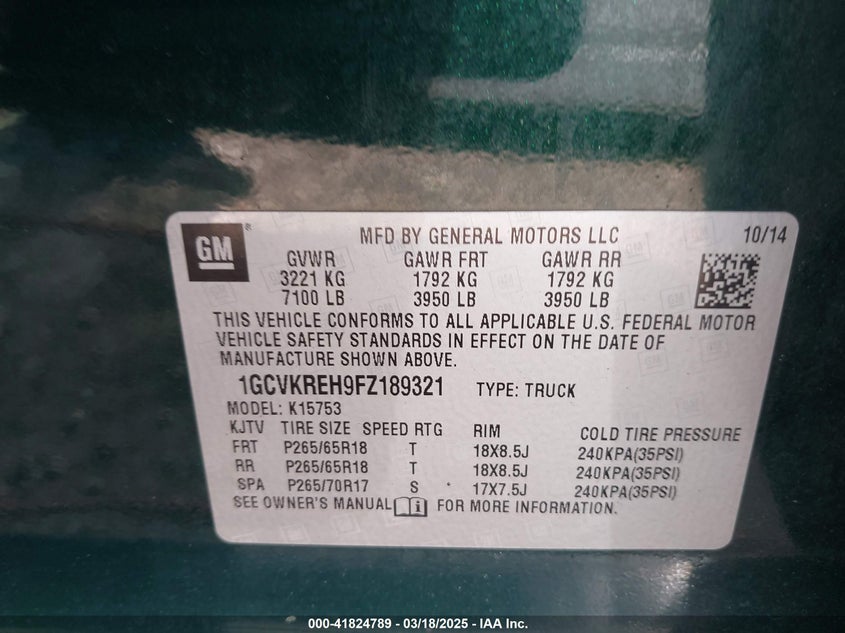 GM
MFD BY GENERAL MOTORS LLC 10/14
GVWR GAWR FRT GAWR RR
3221 KG 1792 KG 1792 KG
7100 LB 3950 LB 3950 LB
THIS VEHICLE CONFORMS TO ALL APPLICABLE U.S. FEDERAL MOTOR
VEHICLE SAFETY STANDARDS IN EFFECT ON THE DATE OF
MANUFACTURE SHOWN ABOVE.
1GCVKREH9FZ189321 TYPE: TRUCK
MODEL: K15753
KJTV TIRE SIZE SPEED RTG RIM COLD TIRE PRESSURE
FRT P265/65R18 T 18X8.5J 240KPA(35PSI)
RR P265/65R18 T 18X8.5J 240KPA(35PSI)
SPA P265/70R17 S 17X7.5J 240KPA(35PSI)
SEE OWNER'S MANUAL FOR MORE INFORMATION.
000-41824789 - 03/18/2025 - IAA Inc.